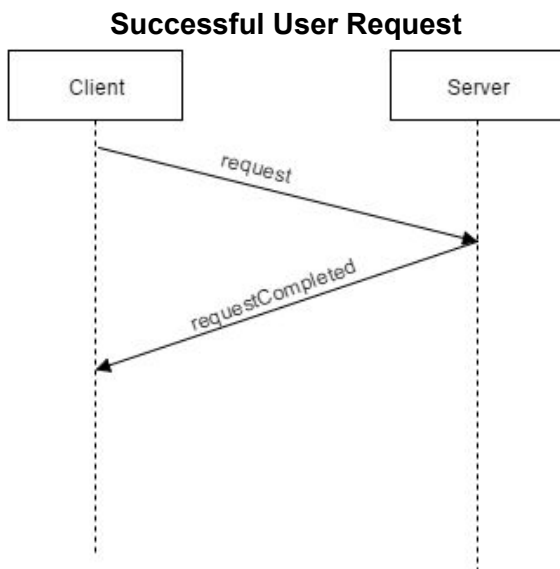 Successful User Request
Client
Server
request
requestCompleted